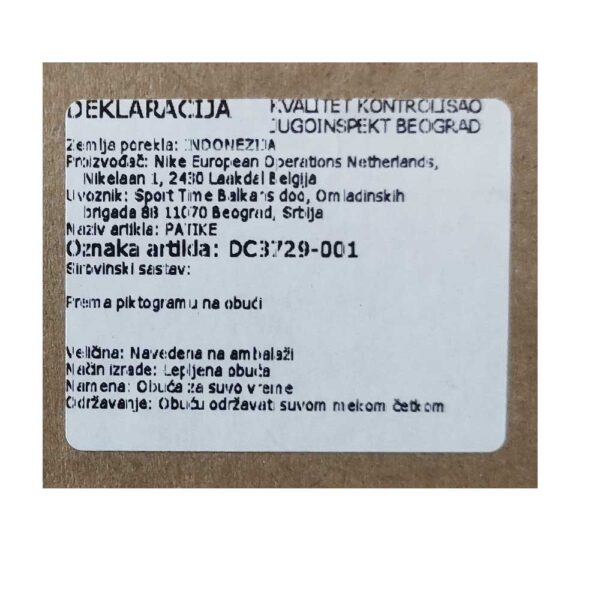 DEKLARACIJA
KVALITET KONTROLISAO
JUGOINSPEKT BEOGRAD
Zemlja porekla: INDONEZIJA
Proizvođač: Nike European Operations Netherlands,
Nikelaan 1, 2430 Laakdal Belgija
Uvoznik: Sport Time Balkans doo, Omladinskih
brigada 88 11070 Beograd, Srbija
Naziv artikla: PATIKE
Oznaka artikla: DC3729-001
Sirovinski sastav:
Prema piktogramu na obući
Veličina: Navedena na ambalaži
Način izrade: Lepljena obuća
Namena: Obuća za suvo vreme
Održavanje: Obuću održavati suvom mekom četkom